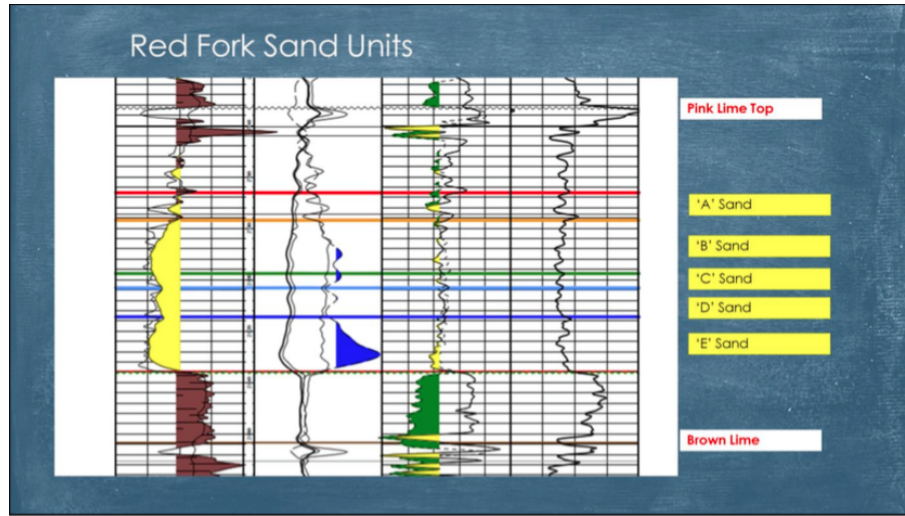 Red Fork Sand Units
Pink Lime Top
‘A’ Sand
‘B’ Sand
‘C’ Sand
‘D’ Sand
‘E’ Sand
Brown Lime